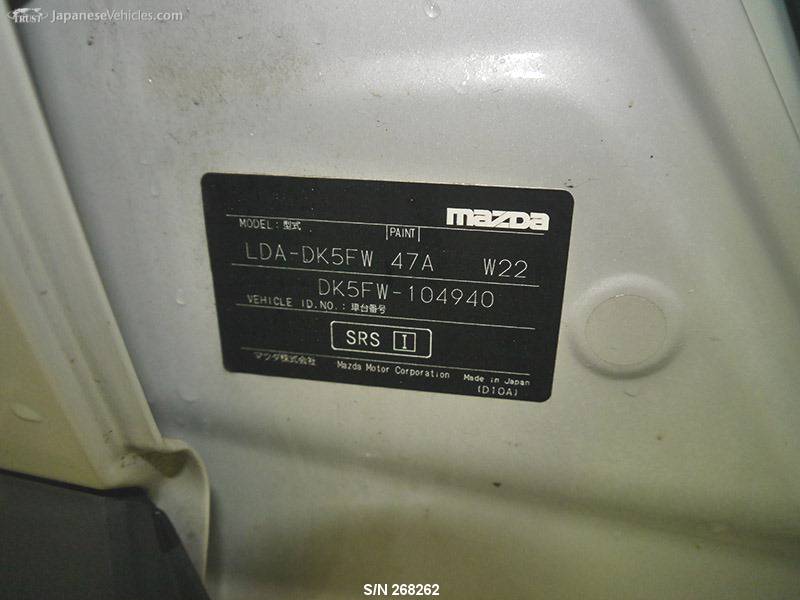 TRUST JapaneseVehicles.com
mazda
MODEL: 型式 PAINT
LDA-DK5FW 47A W22
DK5FW-104940
VEHICLE ID.NO.: 車台番号
SRS I
マツダ株式会社 Mazda Motor Corporation Made in Japan
(D10A)
S/N 268262